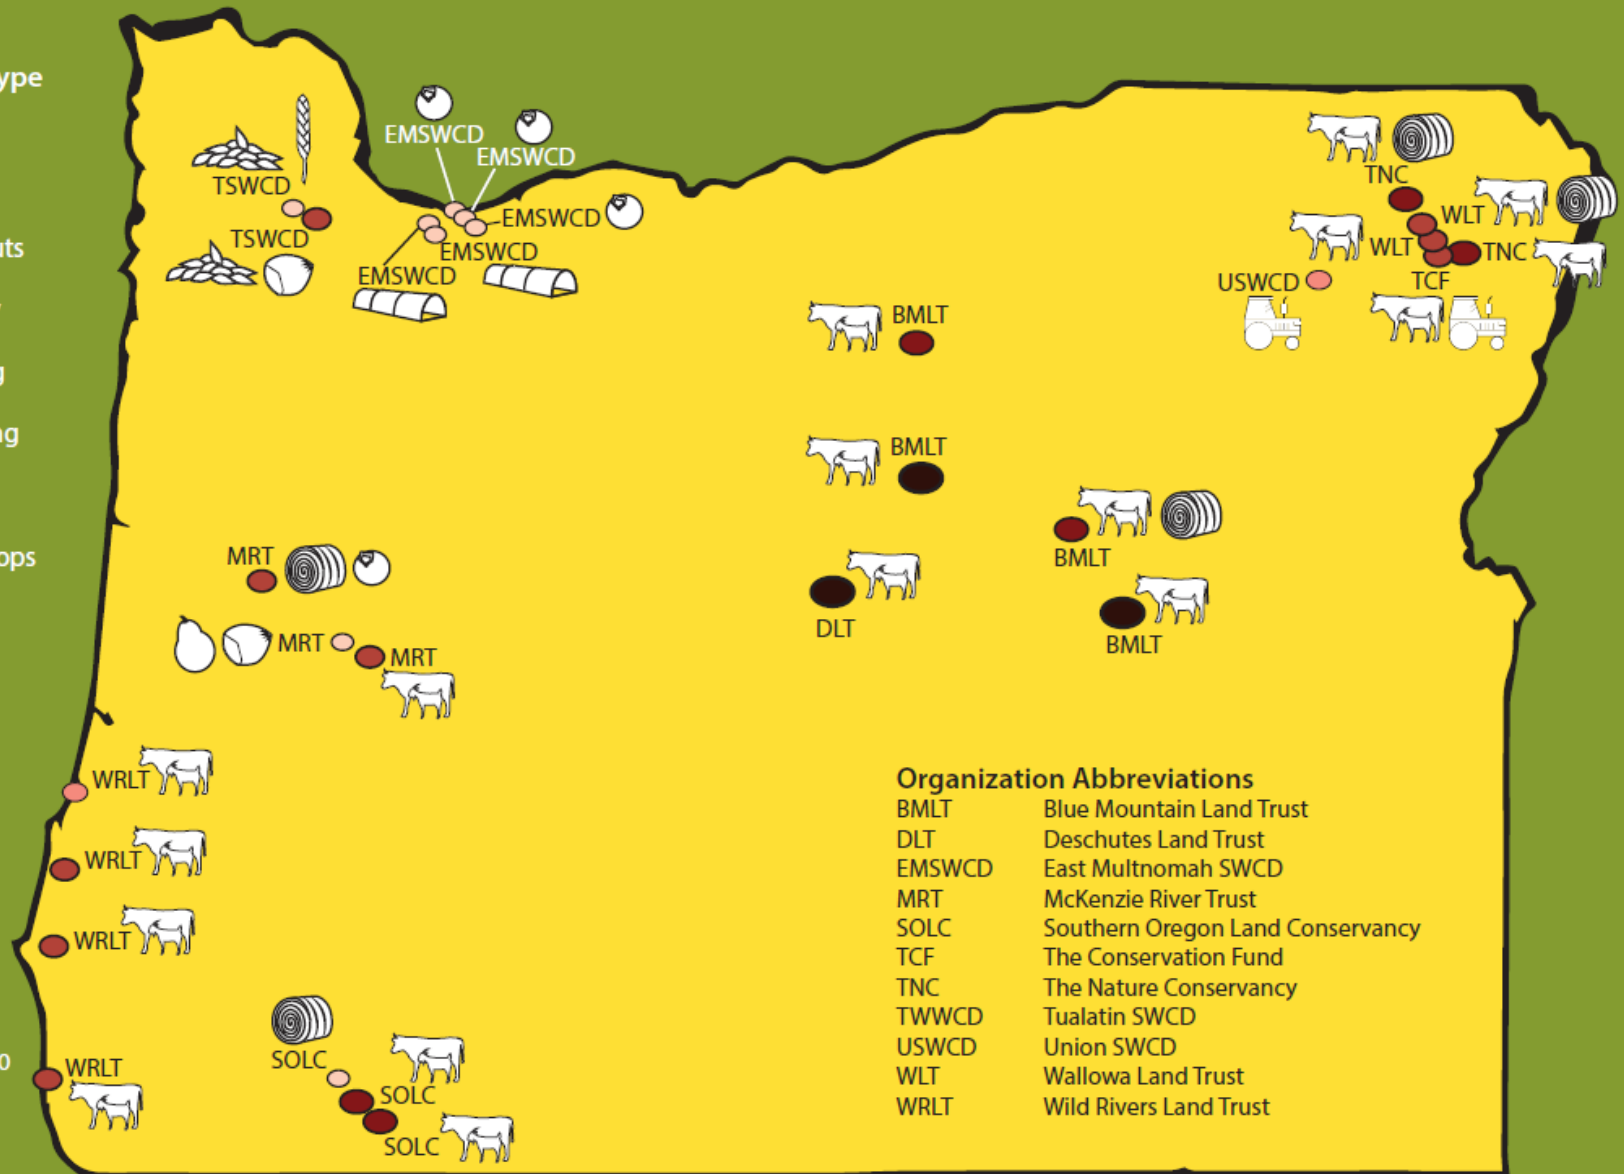 ype
uts
g
ng
ops
0
EMSWCD
EMSWCD
TSWCD
EMSWCD
TSWCD
EMSWCD
EMSWCD
TNC
WLT
WLT
TNC
USWCD
TCF
BMLT
BMLT
BMLT
MRT
DLT
BMLT
MRT
MRT
WRLT
WRLT
WRLT
WRLT
SOLC
SOLC
SOLC
Organization Abbreviations
BMLT Blue Mountain Land Trust
DLT Deschutes Land Trust
EMSWCD East Multnomah SWCD
MRT McKenzie River Trust
SOLC Southern Oregon Land Conservancy
TCF The Conservation Fund
TNC The Nature Conservancy
TWWCD Tualatin SWCD
USWCD Union SWCD
WLT Wallowa Land Trust
WRLT Wild Rivers Land Trust